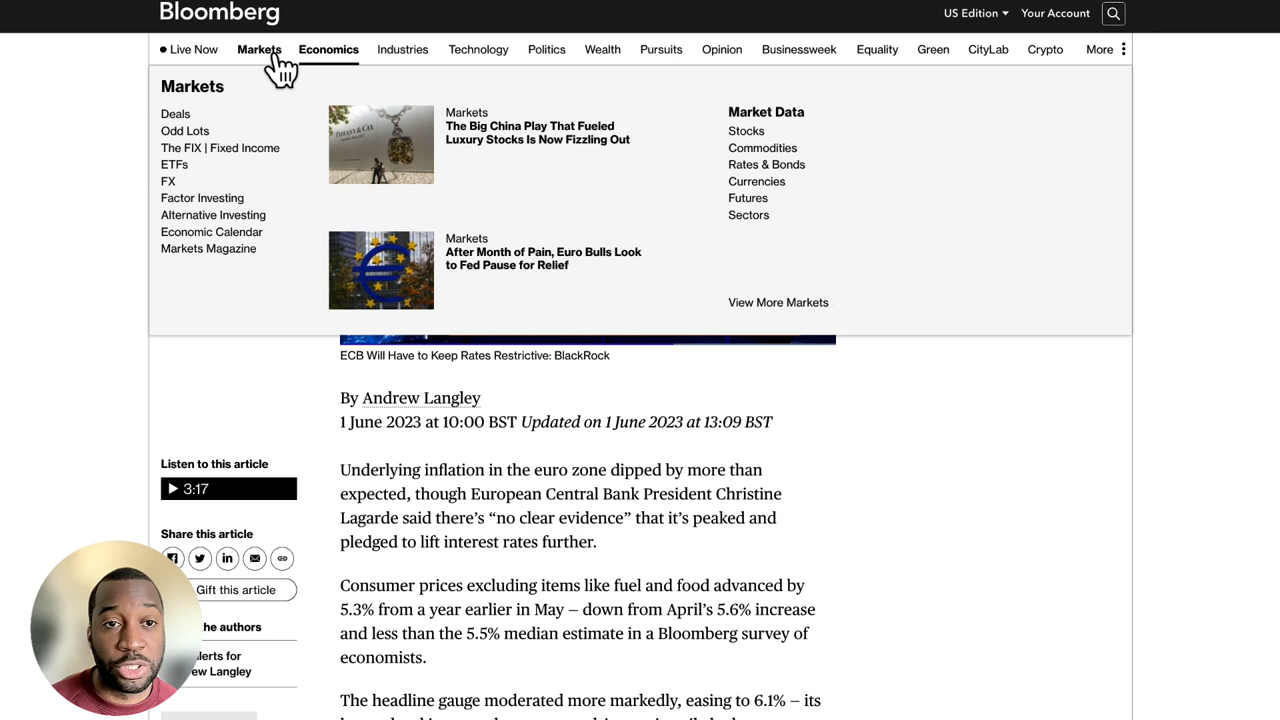 Bloomberg
US Edition
Your Account
Live Now
Markets
Economics
Industries
Technology
Politics
Wealth
Pursuits
Opinion
Businessweek
Equality
Green
CityLab
Crypto
More
Markets
Deals
Odd Lots
The FIX | Fixed Income
ETFs
FX
Factor Investing
Alternative Investing
Economic Calendar
Markets Magazine
TIFFANY & CO.
Markets
The Big China Play That Fueled
Luxury Stocks Is Now Fizzling Out
Markets
After Month of Pain, Euro Bulls Look
to Fed Pause for Relief
Market Data
Stocks
Commodities
Rates & Bonds
Currencies
Futures
Sectors
View More Markets
ECB Will Have to Keep Rates Restrictive: BlackRock
By Andrew Langley
1 June 2023 at 10:00 BST Updated on 1 June 2023 at 13:09 BST
Listen to this article
3:17
Share this article
Gift this article
the authors
lerts for
ew Langley
Underlying inflation in the euro zone dipped by more than
expected, though European Central Bank President Christine
Lagarde said there’s “no clear evidence” that it’s peaked and
pledged to lift interest rates further.
Consumer prices excluding items like fuel and food advanced by
5.3% from a year earlier in May — down from April’s 5.6% increase
and less than the 5.5% median estimate in a Bloomberg survey of
economists.
The headline gauge moderated more markedly, easing to 6.1% — its